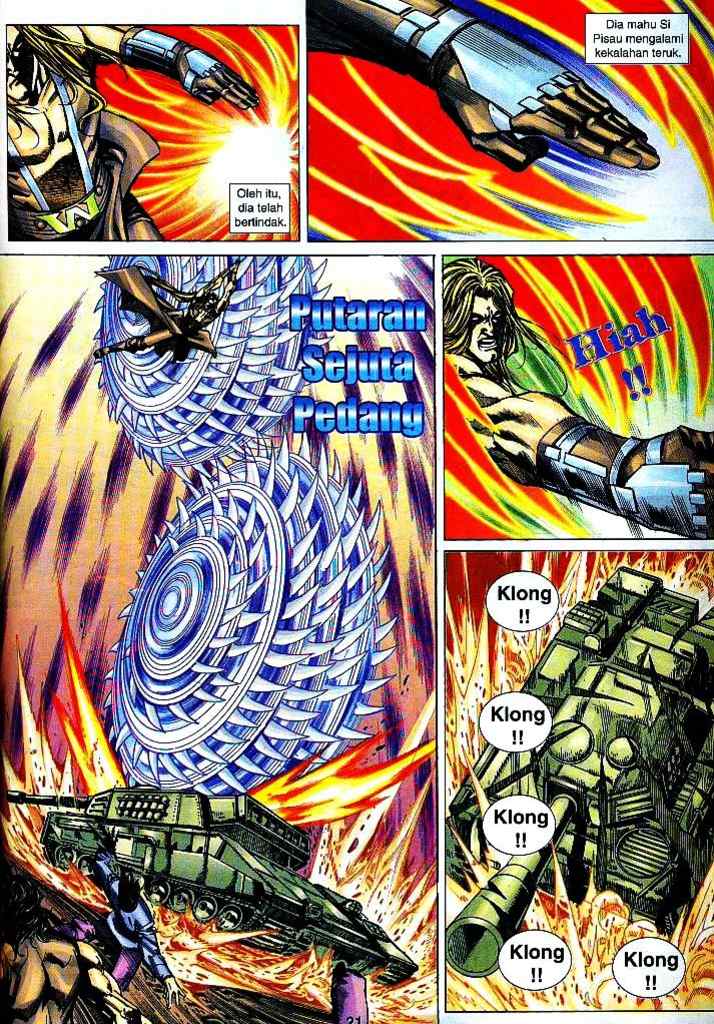 Oleh itu,
dia telah
bertindak.
Dia mahu Si
Pisau mengalami
kekalahan teruk.
W
Putaran
Sejuta
Pedang
Hiah
!!
Klong
!!
Klong
!!
Klong
!!
Klong
!!
Klong
!!
21